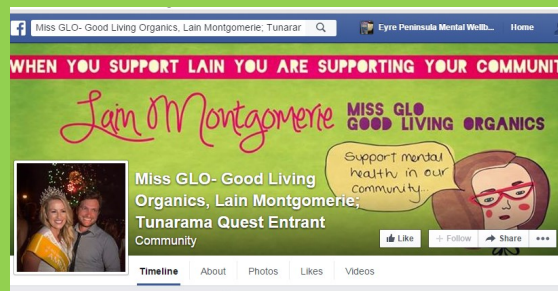 Miss GLO- Good Living Organics, Lain Montgomerie; Tunarar
Eyre Peninsula Mental Wellb...
Home
WHEN YOU SUPPORT LAIN YOU ARE SUPPORTING YOUR COMMUNIT
Lain Montgomerie
MISS GLO
GOOD LIVING ORGANICS
Support mental
health in our
community...
Miss GLO- Good Living
Organics, Lain Montgomerie;
Tunarama Quest Entrant
Community
Like
+ Follow
Share
Timeline
About
Photos
Likes
Videos